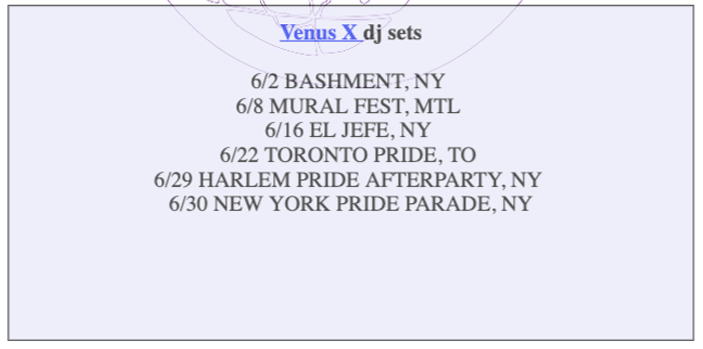 Venus X dj sets
6/2 BASHMENT, NY
6/8 MURAL FEST, MTL
6/16 EL JEFE, NY
6/22 TORONTO PRIDE, TO
6/29 HARLEM PRIDE AFTERPARTY, NY
6/30 NEW YORK PRIDE PARADE, NY